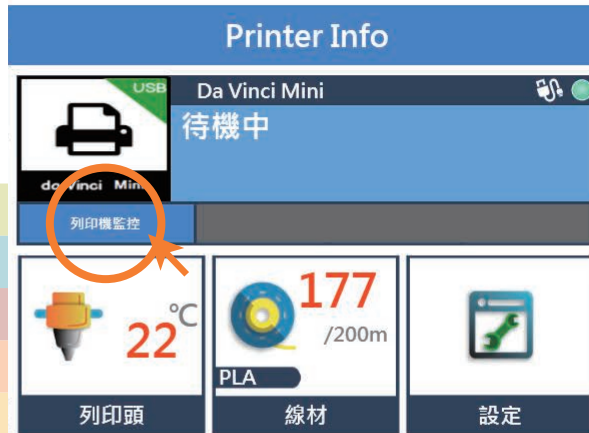 Printer Info
USB
Da Vinci Mini
待機中
da Vinci Mini
列印機監控
22℃
177
/200m
PLA
列印頭
線材
設定